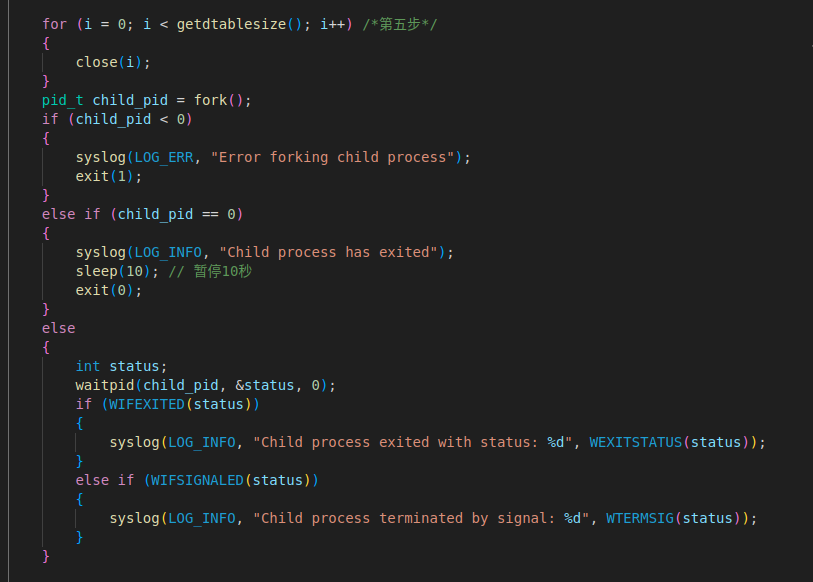 for (i = 0; i < getdtablesize(); i++) /*第五步*/
{
    close(i);
}
pid_t child_pid = fork();
if (child_pid < 0)
{
    syslog(LOG_ERR, "Error forking child process");
    exit(1);
}
else if (child_pid == 0)
{
    syslog(LOG_INFO, "Child process has exited");
    sleep(10); // 暂停10秒
    exit(0);
}
else
{
    int status;
    waitpid(child_pid, &status, 0);
    if (WIFEXITED(status))
    {
        syslog(LOG_INFO, "Child process exited with status: %d", WEXITSTATUS(status));
    }
    else if (WIFSIGNALED(status))
    {
        syslog(LOG_INFO, "Child process terminated by signal: %d", WTERMSIG(status));
    }
}